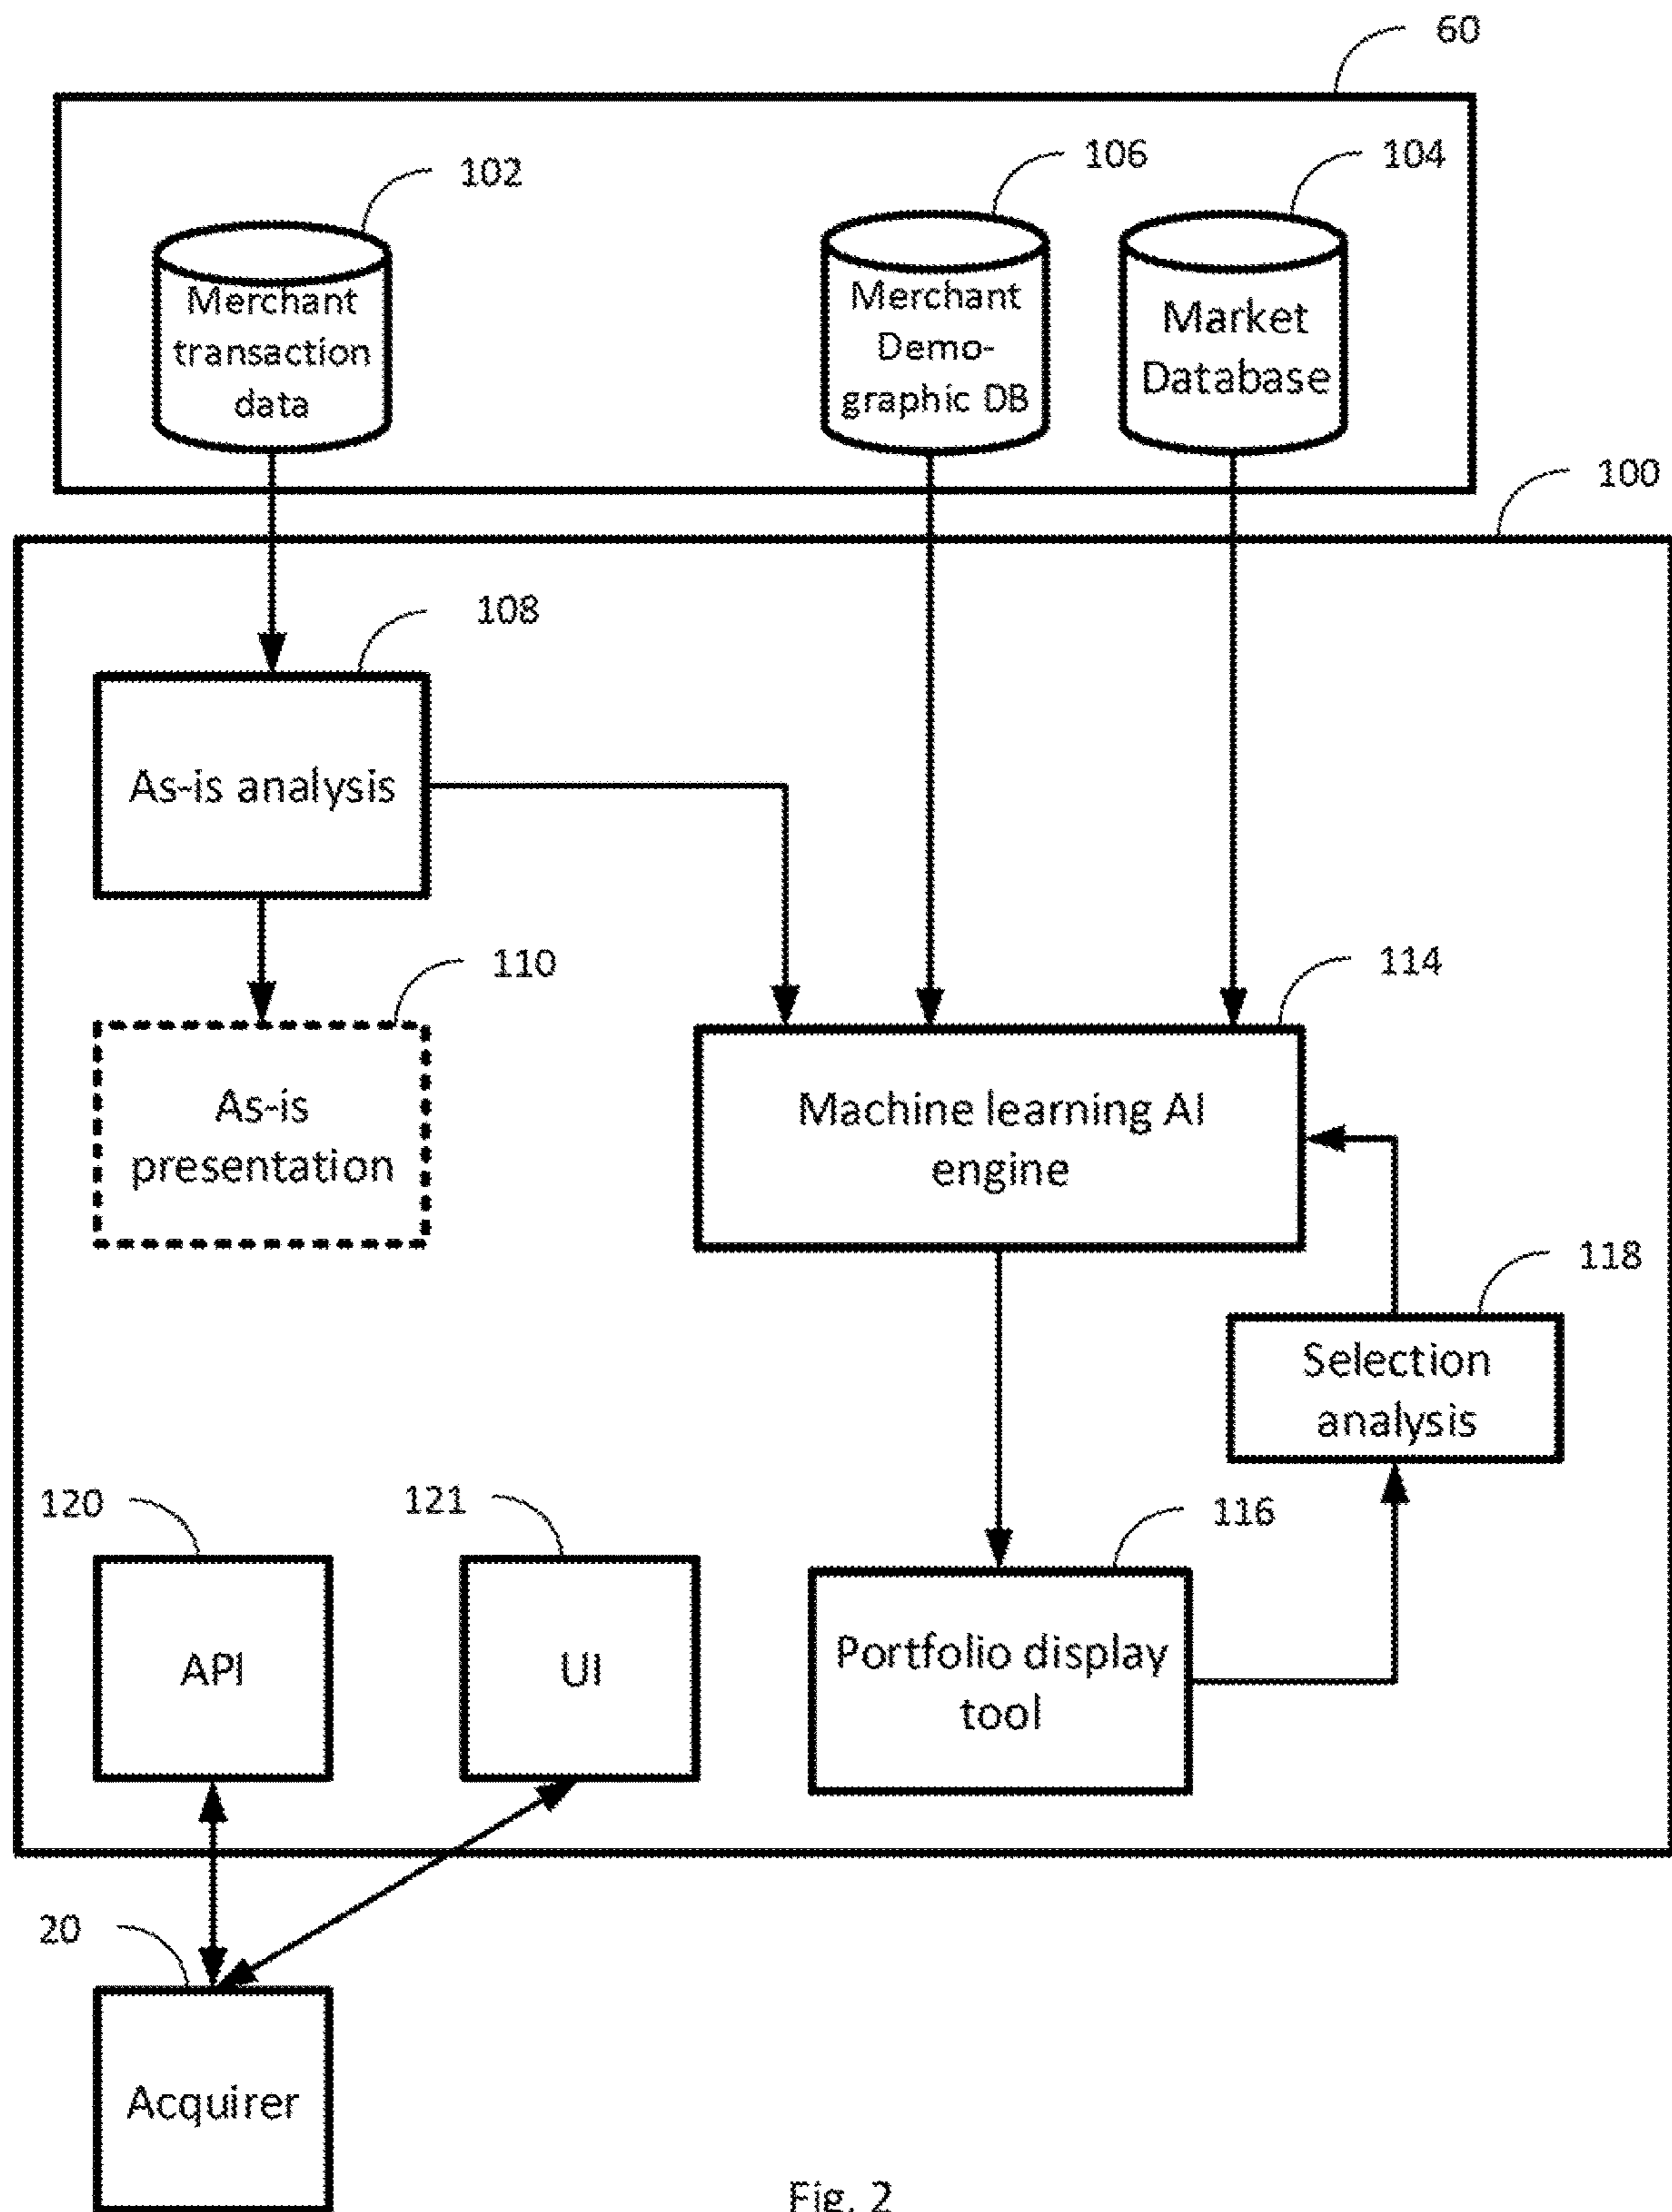 60
102
106
104
Merchant
transaction
data
Merchant
Demo-
graphic DB
Market
Database
100
108
As-is analysis
110
114
As-is
presentation
Machine learning AI
engine
118
Selection
analysis
120
121
116
API
UI
Portfolio display
tool
20
Acquirer
Fig. 2